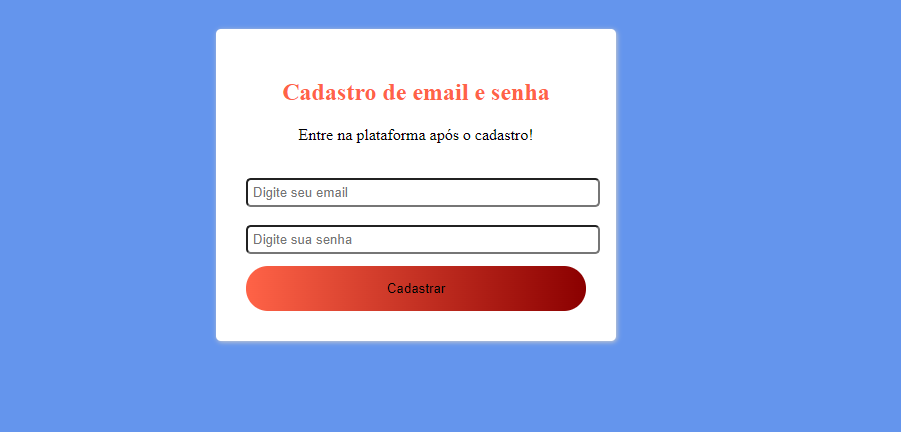 Cadastro de email e senha
Entre na plataforma após o cadastro!
Digite seu email
Digite sua senha
Cadastrar